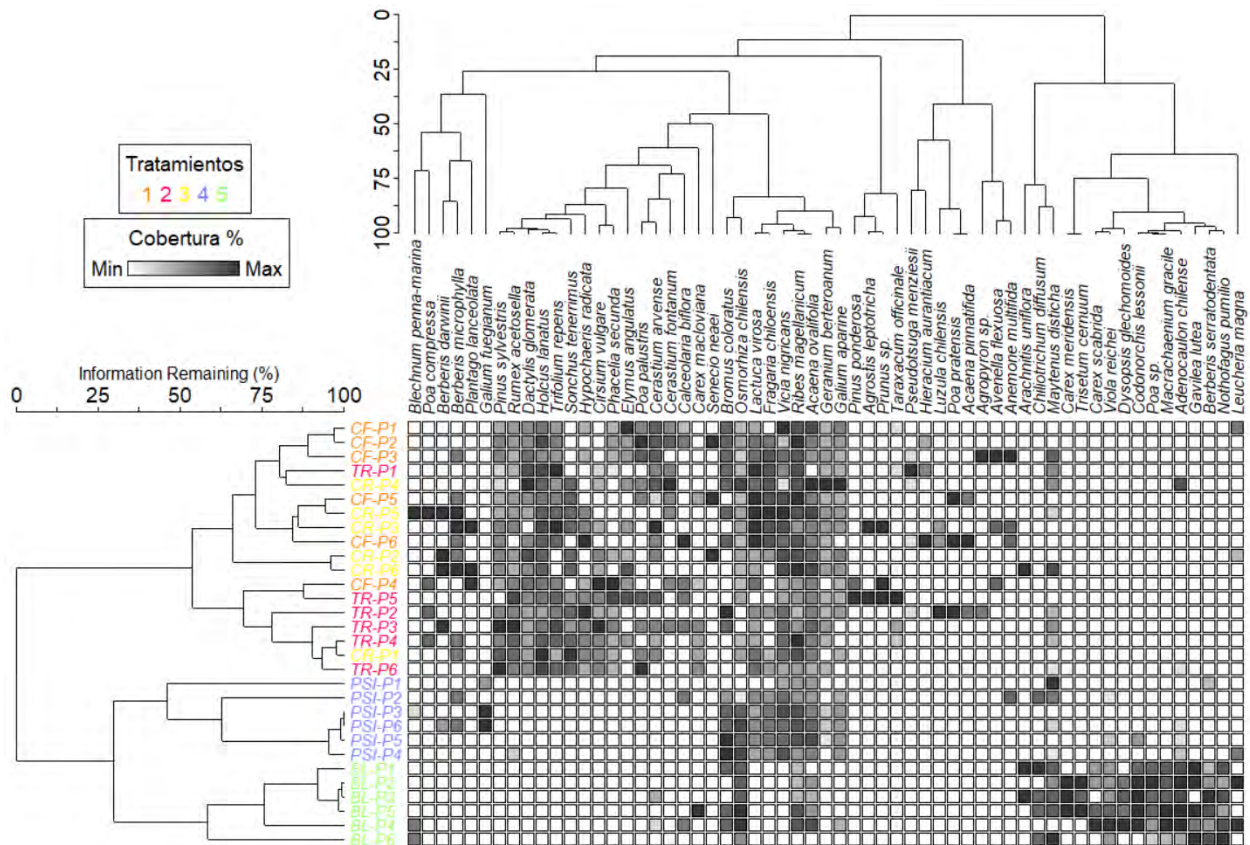 0
25
50
75
100
Tratamientos
1 2 3 4 5
Cobertura %
Min Max
Blechnum penna-marina
Poa compressa
Berberis darwinii
Berberis microphylla
Plantago lanceolata
Galium fuegianum
Pinus sylvestris
Rumex acetosella
Dactylis glomerata
Holcus lanatus
Trifolium repens
Sonchus tenerrimus
Hypochaeris radicata
Cirsium vulgare
Phacelia secunda
Elymus angulatus
Poa palustris
Cerastium arvense
Cerastium fontanum
Calceolaria biflora
Carex macloviana
Senecio neaei
Bromus coloratus
Osmorhiza chilensis
Lactuca virosa
Fragaria chiloensis
Vicia nigricans
Ribes magellanicum
Acaena ovalifolia
Geranium berteroanum
Galium aparine
Pinus ponderosa
Agrostis leptotricha
Prunus sp.
Taraxacum officinale
Pseudotsuga menziesii
Hieracium aurantiacum
Luzula chilensis
Poa pratensis
Acaena pinnatifida
Agropyron sp.
Avenella flexuosa
Anemone multifida
Arachnitis uniflora
Chiliotrichum diffusum
Maytenus disticha
Carex meridensis
Trisetum cernuum
Carex scabrida
Viola reichei
Dysopsis glechomoides
Codonorchis lessonii
Poa sp.
Macrachaenium gracile
Adenocaulon chilense
Gavilea lutea
Berberis serratodentata
Nothofagus pumilio
Leucheria magna
Information Remaining (%)
0 25 50 75 100
CF-P1
CF-P2
CF-P3
TR-P1
CR-P4
CF-P5
CR-P5
CR-P3
CF-P6
CR-P2
CR-P6
CF-P4
TR-P5
TR-P2
TR-P3
TR-P4
CR-P1
TR-P6
PSI-P1
PSI-P2
PSI-P3
PSI-P6
PSI-P5
PSI-P4
BL-P1
BL-P2
BL-P3
BL-P5
BL-P4
BL-P6